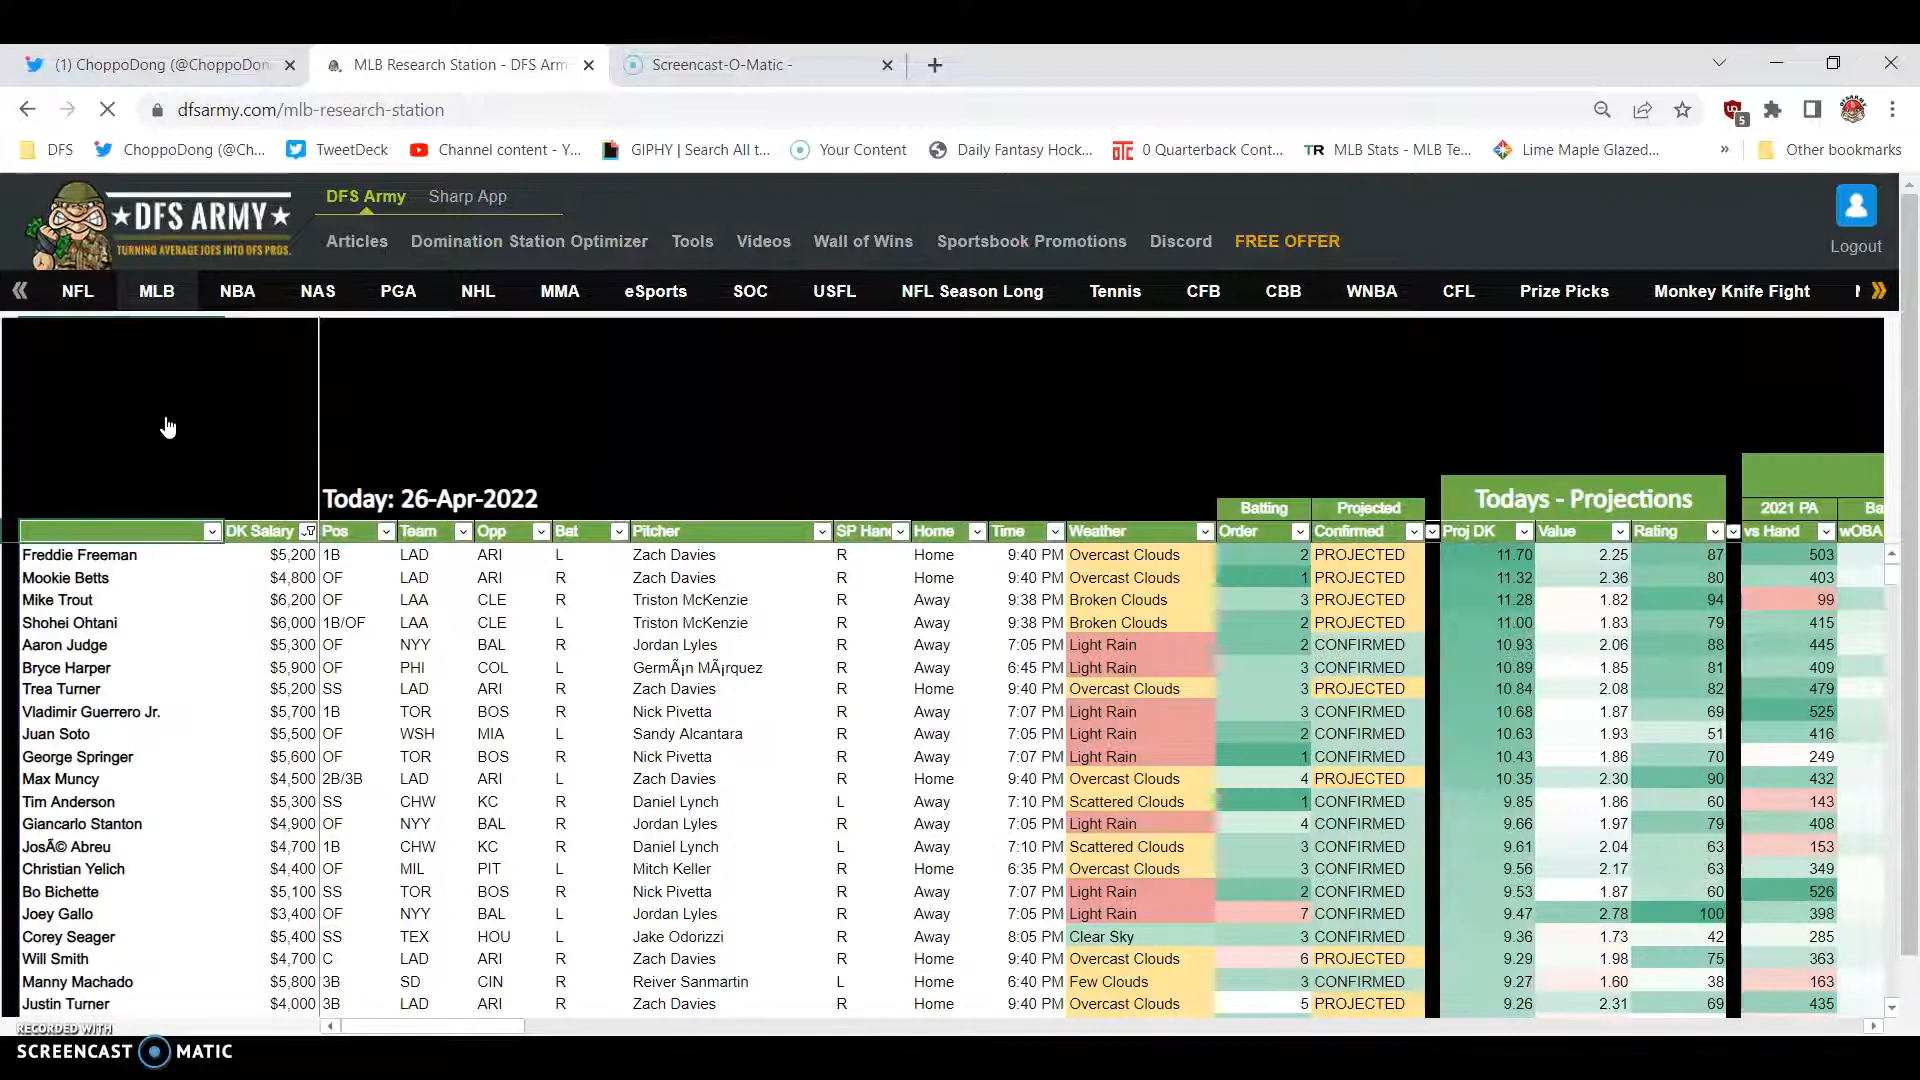 (1) ChoppoDong (@ChoppoDon
MLB Research Station - DFS Arm
Screencast-O-Matic -
dfsarmy.com/mlb-research-station
5
DFS
ChoppoDong (@Ch...
TweetDeck
Channel content - Y...
GIPHY | Search All t...
Your Content
Daily Fantasy Hock...
0 Quarterback Cont...
TR MLB Stats - MLB Te...
Lime Maple Glazed...
»
Other bookmarks
★DFS ARMY★
TURNING AVERAGE JOES INTO DFS PROS.
DFS Army Sharp App
Articles Domination Station Optimizer Tools Videos Wall of Wins Sportsbook Promotions Discord FREE OFFER
Logout
NFL MLB NBA NAS PGA NHL MMA eSports SOC USFL NFL Season Long Tennis CFB CBB WNBA CFL Prize Picks Monkey Knife Fight
Today: 26-Apr-2022
Batting Projected Todays - Projections 2021 PA Ba
DK Salary Pos Team Opp Bat Pitcher SP Hand Home Time Weather Order Confirmed Proj DK Value Rating vs Hand wOBA
Freddie Freeman $5,200 1B LAD ARI L Zach Davies R Home 9:40 PM Overcast Clouds 2 PROJECTED 11.70 2.25 87 503
Mookie Betts $4,800 OF LAD ARI R Zach Davies R Home 9:40 PM Overcast Clouds 1 PROJECTED 11.32 2.36 80 403
Mike Trout $6,200 OF LAA CLE R Triston McKenzie R Away 9:38 PM Broken Clouds 3 PROJECTED 11.28 1.82 94 99
Shohei Ohtani $6,000 1B/OF LAA CLE L Triston McKenzie R Away 9:38 PM Broken Clouds 2 PROJECTED 11.00 1.83 79 415
Aaron Judge $5,300 OF NYY BAL R Jordan Lyles R Away 7:05 PM Light Rain 2 CONFIRMED 10.93 2.06 88 445
Bryce Harper $5,900 OF PHI COL L GermÃ¡n MÃ¡rquez R Away 6:45 PM Light Rain 3 CONFIRMED 10.89 1.85 81 409
Trea Turner $5,200 SS LAD ARI R Zach Davies R Home 9:40 PM Overcast Clouds 3 PROJECTED 10.84 2.08 82 479
Vladimir Guerrero Jr. $5,700 1B TOR BOS R Nick Pivetta R Away 7:07 PM Light Rain 3 CONFIRMED 10.68 1.87 69 525
Juan Soto $5,500 OF WSH MIA L Sandy Alcantara R Away 7:05 PM Light Rain 2 CONFIRMED 10.63 1.93 51 416
George Springer $5,600 OF TOR BOS R Nick Pivetta R Away 7:07 PM Light Rain 1 CONFIRMED 10.43 1.86 70 249
Max Muncy $4,500 2B/3B LAD ARI L Zach Davies R Home 9:40 PM Overcast Clouds 4 PROJECTED 10.35 2.30 90 432
Tim Anderson $5,300 SS CHW KC R Daniel Lynch L Away 7:10 PM Scattered Clouds 1 CONFIRMED 9.85 1.86 60 143
Giancarlo Stanton $4,900 OF NYY BAL R Jordan Lyles R Away 7:05 PM Light Rain 4 CONFIRMED 9.66 1.97 79 408
JosÃ© Abreu $4,700 1B CHW KC R Daniel Lynch L Away 7:10 PM Scattered Clouds 3 CONFIRMED 9.61 2.04 63 153
Christian Yelich $4,400 OF MIL PIT L Mitch Keller R Home 6:35 PM Overcast Clouds 3 CONFIRMED 9.56 2.17 63 349
Bo Bichette $5,100 SS TOR BOS R Nick Pivetta R Away 7:07 PM Light Rain 2 CONFIRMED 9.53 1.87 60 526
Joey Gallo $3,400 OF NYY BAL L Jordan Lyles R Away 7:05 PM Light Rain 7 CONFIRMED 9.47 2.78 100 398
Corey Seager $5,400 SS TEX HOU L Jake Odorizzi R Away 8:05 PM Clear Sky 3 CONFIRMED 9.36 1.73 42 285
Will Smith $4,700 C LAD ARI R Zach Davies R Home 9:40 PM Overcast Clouds 6 PROJECTED 9.29 1.98 75 363
Manny Machado $5,800 3B SD CIN R Reiver Sanmartin L Away 6:40 PM Few Clouds 3 CONFIRMED 9.27 1.60 38 163
Justin Turner $4,000 3B LAD ARI R Zach Davies R Home 9:40 PM Overcast Clouds 5 PROJECTED 9.26 2.31 69 435
RECORDED WITH
SCREENCAST MATIC